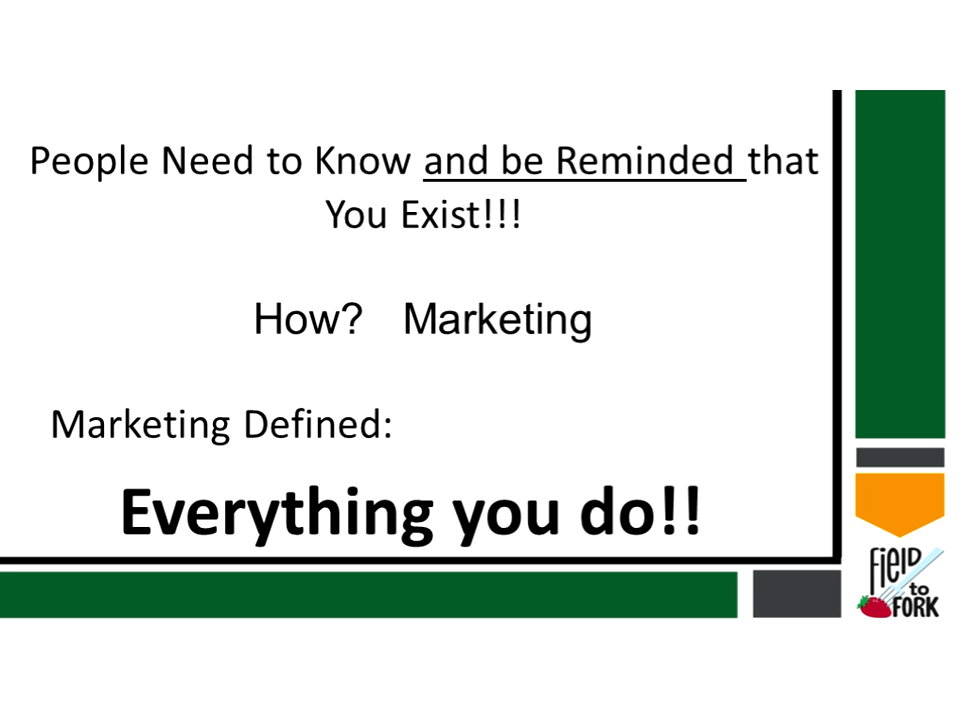 People Need to Know and be Reminded that
You Exist!!!
How? Marketing
Marketing Defined:
Everything you do!!
FiElD
to
FORK